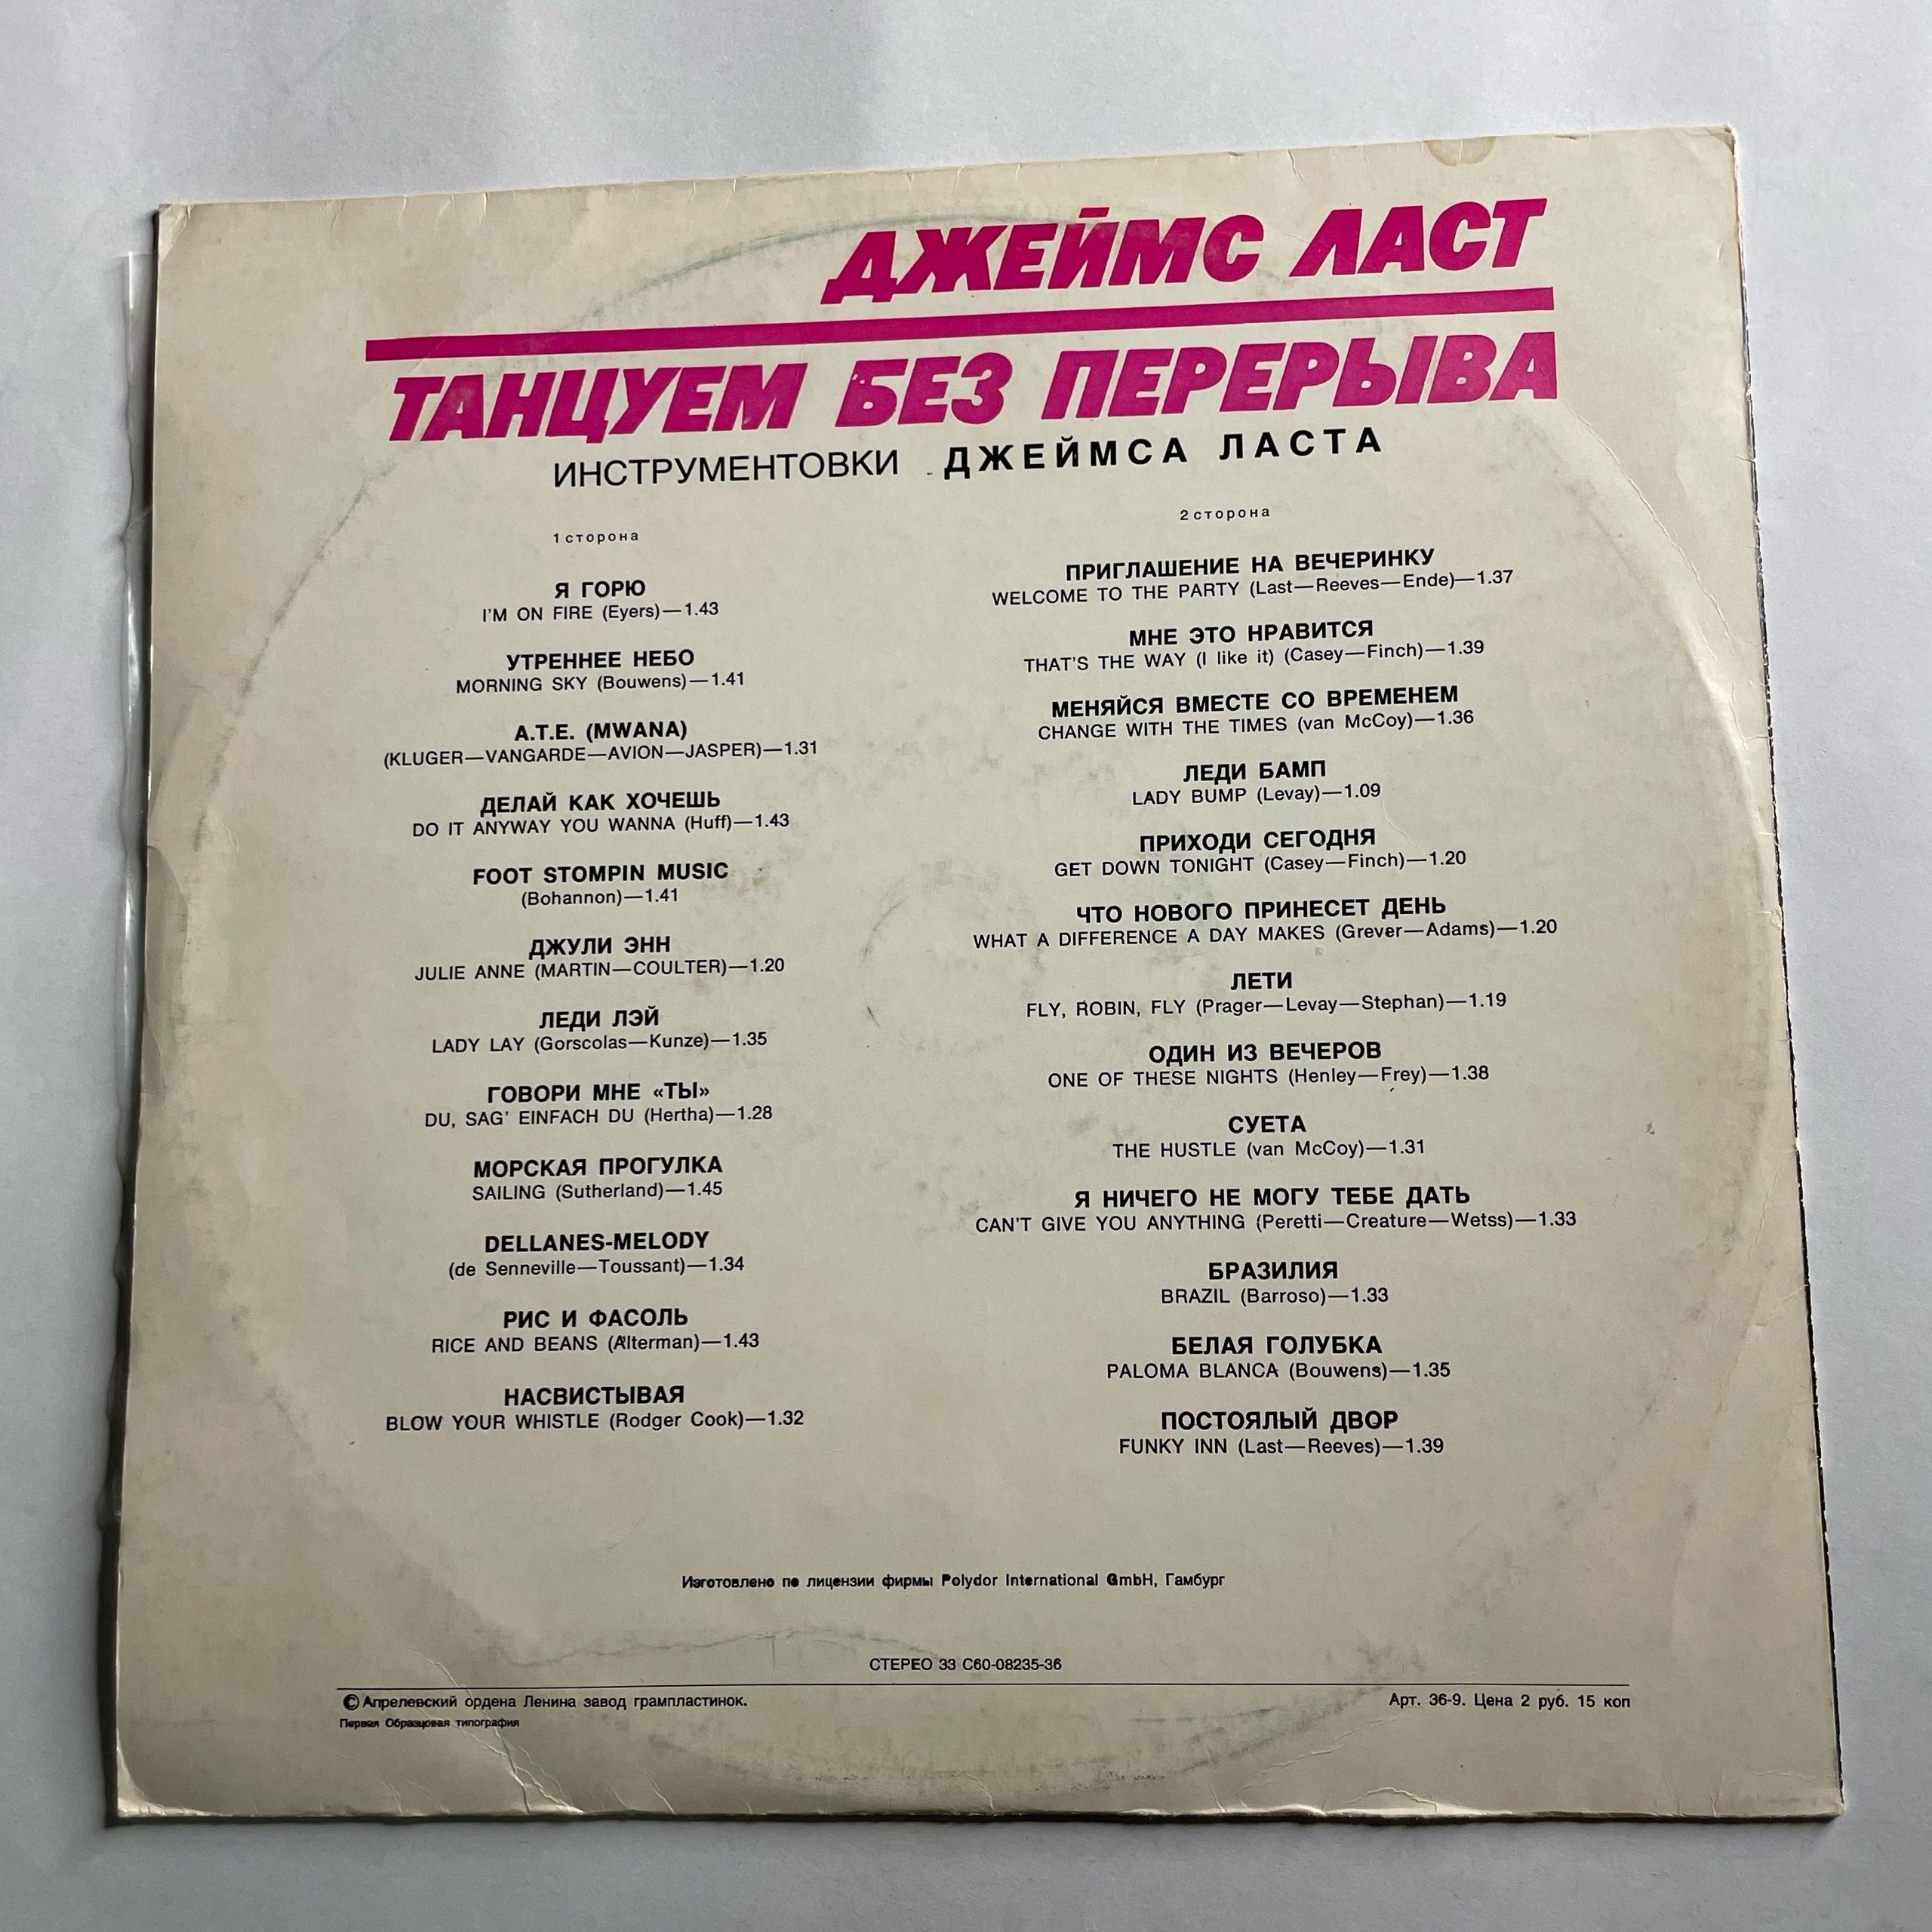 ДЖЕЙМС ЛАСТ
ТАНЦУЕМ БЕЗ ПЕРЕРЫВА
ИНСТРУМЕНТОВКИ ДЖЕЙМСА ЛАСТА
1 сторона
Я ГОРЮ
I'M ON FIRE (Eyers)—1.43
УТРЕННЕЕ НЕБО
MORNING SKY (Bouwens)—1.41
A.T.E. (MWANA)
(KLUGER—VANGARDE—AVION—JASPER)—1.31
ДЕЛАЙ КАК ХОЧЕШЬ
DO IT ANYWAY YOU WANNA (Huff)—1.43
FOOT STOMPIN MUSIC
(Bohannon)—1.41
ДЖУЛИ ЭНН
JULIE ANNE (MARTIN—COULTER)—1.20
ЛЕДИ ЛЭЙ
LADY LAY (Gorscolas—Kunze)—1.35
ГОВОРИ МНЕ «ТЫ»
DU, SAG' EINFACH DU (Hertha)—1.28
МОРСКАЯ ПРОГУЛКА
SAILING (Sutherland)—1.45
DELLANES-MELODY
(de Senneville—Toussant)—1.34
РИС И ФАСОЛЬ
RICE AND BEANS (Alterman)—1.43
НАСВИСТЫВАЯ
BLOW YOUR WHISTLE (Rodger Cook)—1.32
2 сторона
ПРИГЛАШЕНИЕ НА ВЕЧЕРИНКУ
WELCOME TO THE PARTY (Last—Reeves—Ende)—1.37
МНЕ ЭТО НРАВИТСЯ
THAT'S THE WAY (I like it) (Casey—Finch)—1.39
МЕНЯЙСЯ ВМЕСТЕ СО ВРЕМЕНЕМ
CHANGE WITH THE TIMES (van McCoy)—1.36
ЛЕДИ БАМП
LADY BUMP (Levay)—1.09
ПРИХОДИ СЕГОДНЯ
GET DOWN TONIGHT (Casey—Finch)—1.20
ЧТО НОВОГО ПРИНЕСЕТ ДЕНЬ
WHAT A DIFFERENCE A DAY MAKES (Grever—Adams)—1.20
ЛЕТИ
FLY, ROBIN, FLY (Prager—Levay—Stephan)—1.19
ОДИН ИЗ ВЕЧЕРОВ
ONE OF THESE NIGHTS (Henley—Frey)—1.38
СУЕТА
THE HUSTLE (van McCoy)—1.31
Я НИЧЕГО НЕ МОГУ ТЕБЕ ДАТЬ
CAN'T GIVE YOU ANYTHING (Peretti—Creature—Wetss)—1.33
БРАЗИЛИЯ
BRAZIL (Barroso)—1.33
БЕЛАЯ ГОЛУБКА
PALOMA BLANCA (Bouwens)—1.35
ПОСТОЯЛЫЙ ДВОР
FUNKY INN (Last—Reeves)—1.39
Изготовлено по лицензии фирмы Polydor International GmbH, Гамбург
СТЕРЕО 33 С60-08235-36
© Апрелевский ордена Ленина завод грампластинок.
Арт. 36-9. Цена 2 руб. 15 коп
Первая Образцовая типография